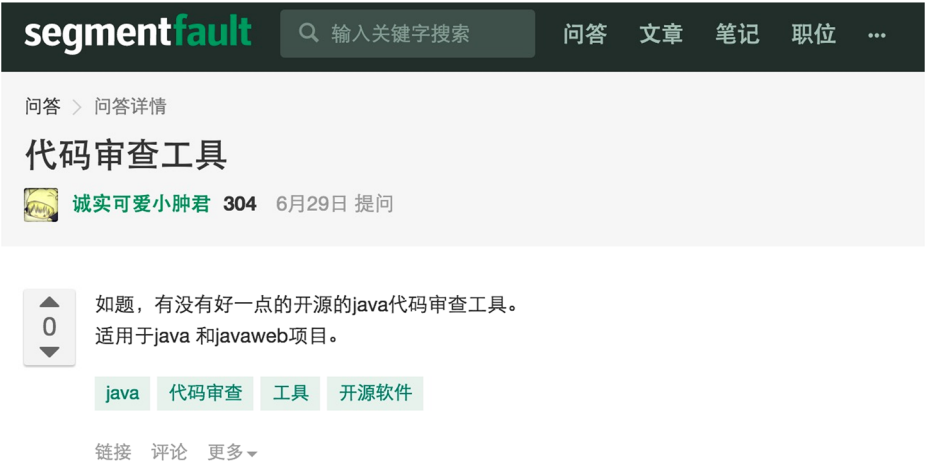 segmentfault 输入关键字搜索 问答 文章 笔记 职位 ···
问答 > 问答详情
代码审查工具
诚实可爱小肿君 304 6月29日 提问
如题，有没有好一点的开源的java代码审查工具。
0
适用于java 和javaweb项目。
java 代码审查 工具 开源软件
链接 评论 更多